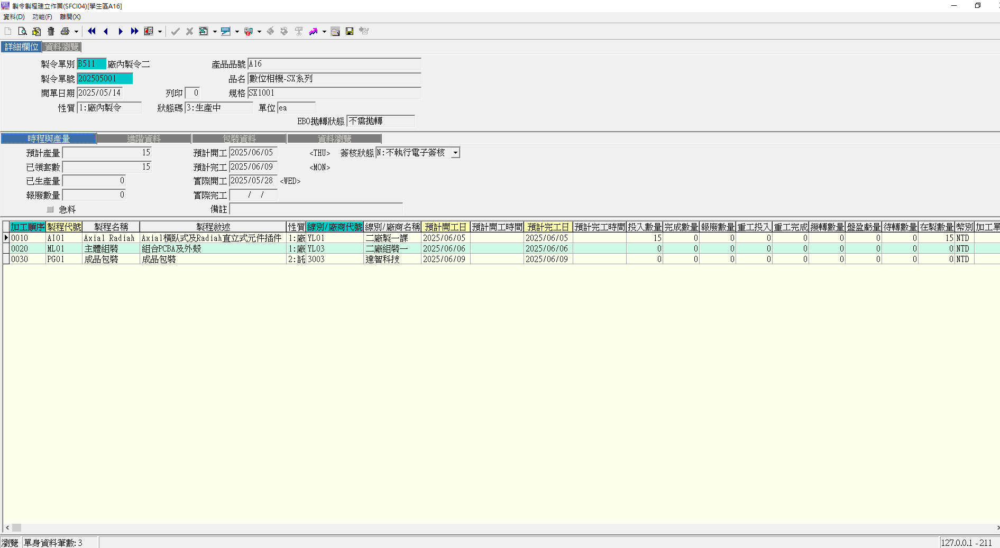 製令製程建立作業(SFCI04)[學生區A16]
資料(D) 功能(F) 離開(X)
詳細欄位 資料瀏覽
製令單別 B511 廠內製令二 產品品號 A16
製令單號 202505001 品名 數位相機-SX系列
開單日期 2025/05/14 列印 0 規格 SX1001
性質 1:廠內製令 狀態碼 3:生產中 單位 ea
EBO拋轉狀態 不需拋轉
時程與產量 進階資料 包裝資料 資料瀏覽
預計產量 15 預計開工 2025/06/05 <THU> 簽核狀態 N:不執行電子簽核
已領套數 15 預計完工 2025/06/09 <MON>
已生產量 0 實際開工 2025/05/28 <WED>
報廢數量 0 實際完工 / /
急料 備註
加工順序 製程代號 製程名稱 製程敘述 性質 線別/廠商代號 線別/廠商名稱 預計開工日 預計開工時間 預計完工日 預計完工時間 投入數量 完成數量 報廢數量 重工投入 重工完成 撥轉數量 盤盈虧量 待轉數量 在製數量 幣別 加工單
0010 AI01 Axial Radiah Axial橫臥式及Radiah直立式元件插件 1:廠 YL01 二廠製一課 2025/06/05 2025/06/05 15 0 0 0 0 0 0 0 15 NTD
0020 ML01 主體組裝 組合PCBA及外殼 1:廠 YL03 二廠組裝一 2025/06/06 2025/06/06 0 0 0 0 0 0 0 0 0 NTD
0030 PG01 成品包裝 成品包裝 2:託 3003 達智科技 2025/06/09 2025/06/09 0 0 0 0 0 0 0 0 0 NTD
瀏覽 單身資料筆數: 3 127.0.0.1 - 211